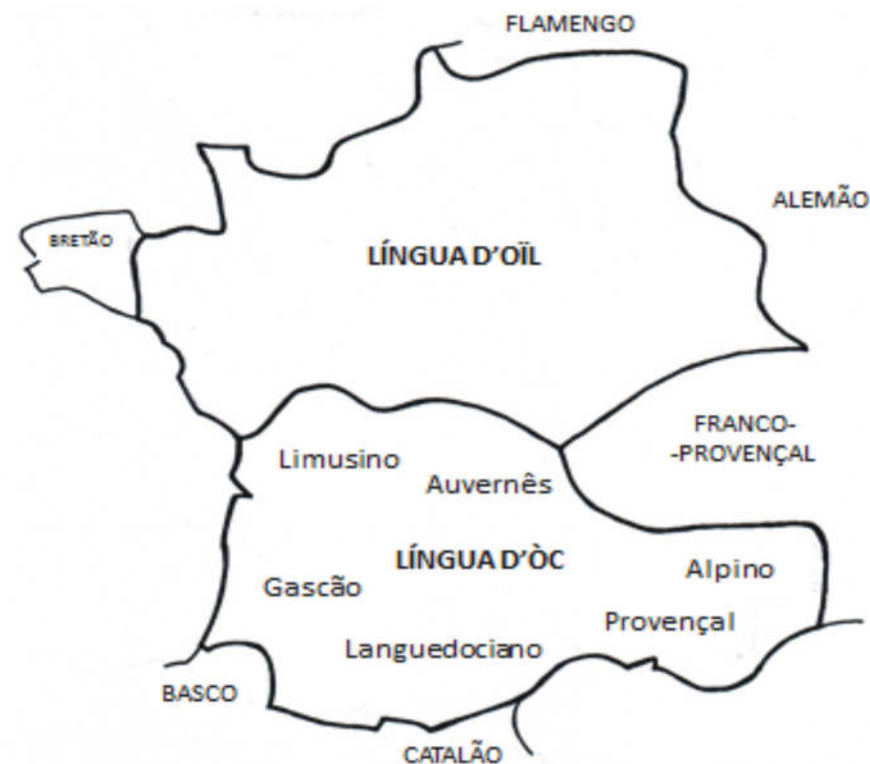 FLAMENGO
ALEMÃO
BRETÃO
LÍNGUA D’OÏL
FRANCO-
-PROVENÇAL
Limusino
Auvernês
LÍNGUA D’ÒC
Alpino
Gascão
Provençal
Languedociano
BASCO
CATALÃO